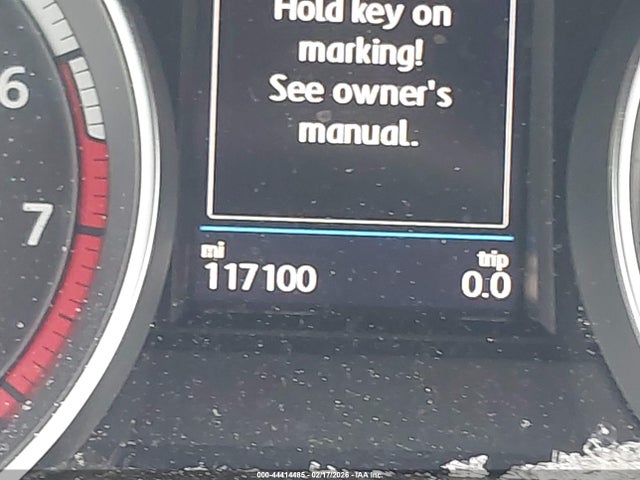 Hold key on
marking!
See owner's
manual.
6
7
mi trip
117100 0.0
000-44414485 - 02/17/2026 - IAA Inc.